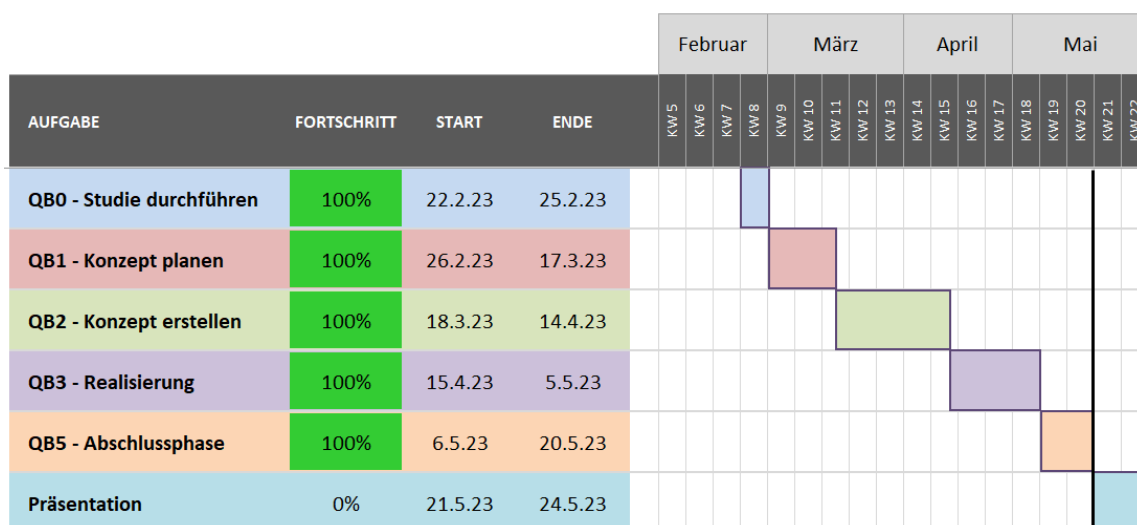 Februar März April Mai
AUFGABE FORTSCHRITT START ENDE KW 5 KW 6 KW 7 KW 8 KW 9 KW 10 KW 11 KW 12 KW 13 KW 14 KW 15 KW 16 KW 17 KW 18 KW 19 KW 20 KW 21 KW 22
QB0 - Studie durchführen 100% 22.2.23 25.2.23
QB1 - Konzept planen 100% 26.2.23 17.3.23
QB2 - Konzept erstellen 100% 18.3.23 14.4.23
QB3 - Realisierung 100% 15.4.23 5.5.23
QB5 - Abschlussphase 100% 6.5.23 20.5.23
Präsentation 0% 21.5.23 24.5.23